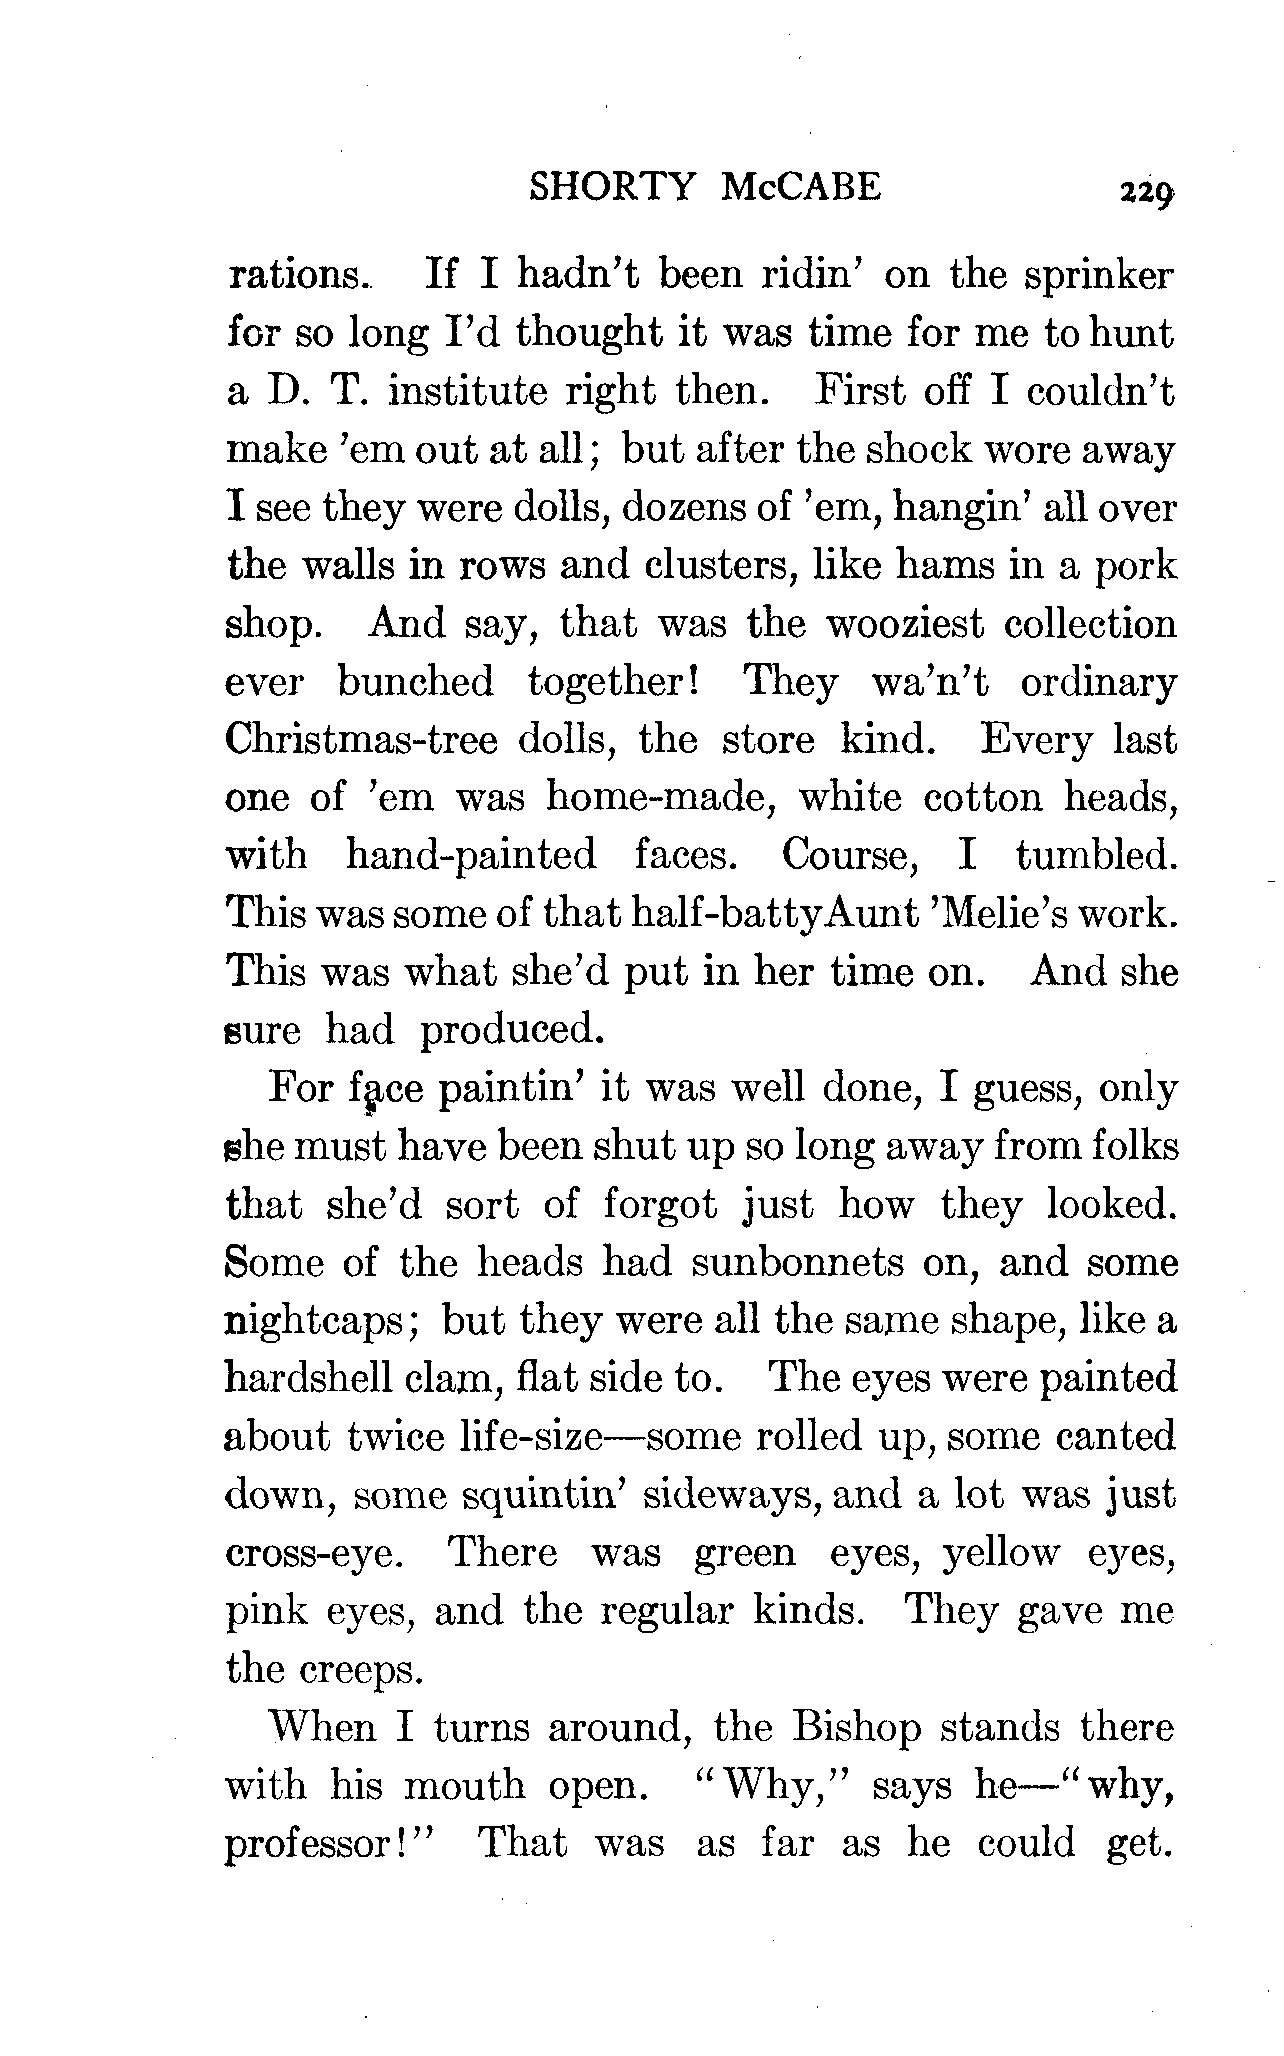 SHORTY McCABE 229
rations. If I hadn't been ridin' on the sprinker
for so long I'd thought it was time for me to hunt
a D. T. institute right then. First off I couldn't
make 'em out at all; but after the shock wore away
I see they were dolls, dozens of 'em, hangin' all over
the walls in rows and clusters, like hams in a pork
shop. And say, that was the wooziest collection
ever bunched together! They wa'n't ordinary
Christmas-tree dolls, the store kind. Every last
one of 'em was home-made, white cotton heads,
with hand-painted faces. Course, I tumbled.
This was some of that half-batty Aunt 'Melie's work.
This was what she'd put in her time on. And she
sure had produced.
For face paintin' it was well done, I guess, only
she must have been shut up so long away from folks
that she'd sort of forgot just how they looked.
Some of the heads had sunbonnets on, and some
nightcaps; but they were all the same shape, like a
hardshell clam, flat side to. The eyes were painted
about twice life-size—some rolled up, some canted
down, some squintin' sideways, and a lot was just
cross-eye. There was green eyes, yellow eyes,
pink eyes, and the regular kinds. They gave me
the creeps.
When I turns around, the Bishop stands there
with his mouth open. "Why," says he—"why,
professor!" That was as far as he could get.